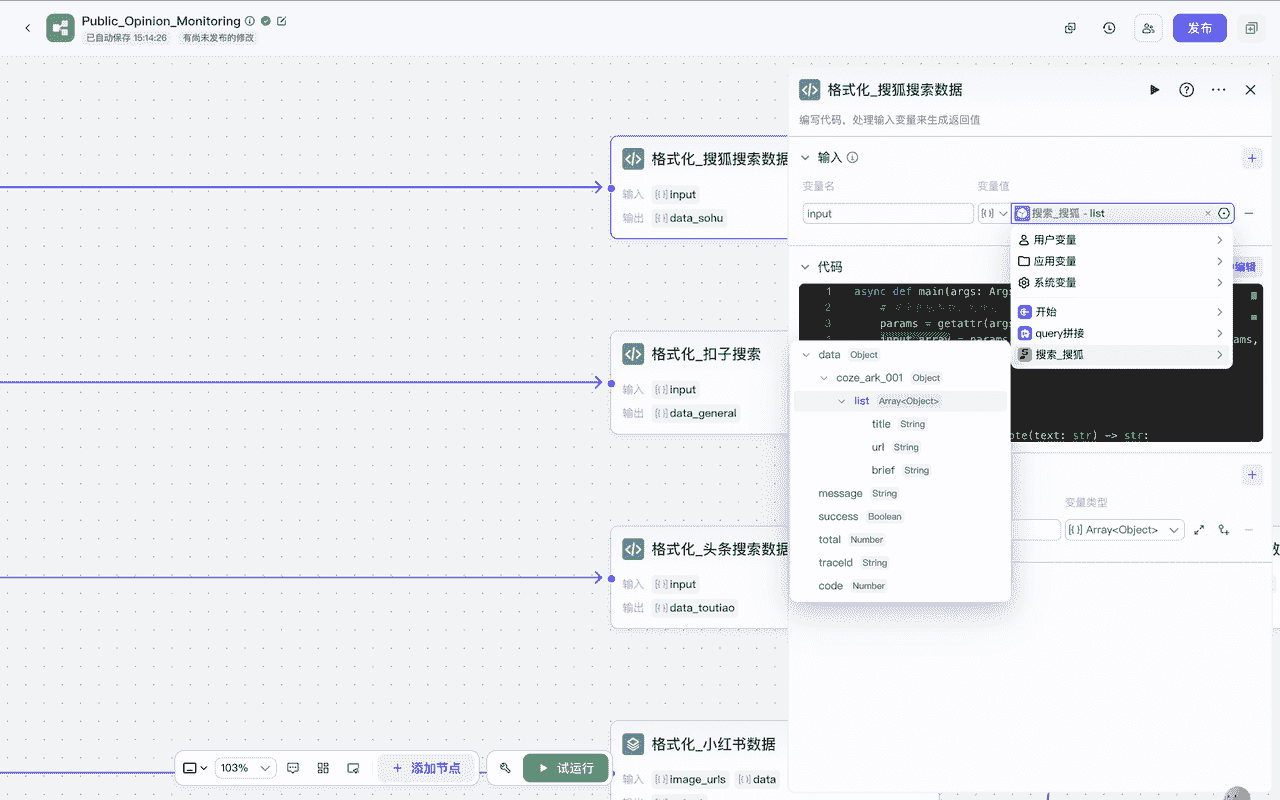 Public_Opinion_Monitoring
已自动保存 15:14:26 有尚未发布的修改
发布
格式化_搜狐搜索数据
输入 input
输出 data_sohu
格式化_扣子搜索
输入 input
输出 data_general
格式化_头条搜索数据
输入 input
输出 data_toutiao
格式化_小红书数据
输入 image_urls data
103%
添加节点
试运行
格式化_搜狐搜索数据
编写代码，处理输入变量来生成返回值
输入
变量名 变量值
input
搜索_搜狐 - list
用户变量
应用变量
系统变量
开始
query拼接
搜索_搜狐
代码
编辑
1 async def main(args: Arg
2 #
3 params = getattr(arg
input_array = param
ams,
ote(text: str) -> str:
data Object
coze_ark_001 Object
list Array<Object>
title String
url String
brief String
message String
success Boolean
total Number
traceId String
code Number
变量类型
Array<Object>
数